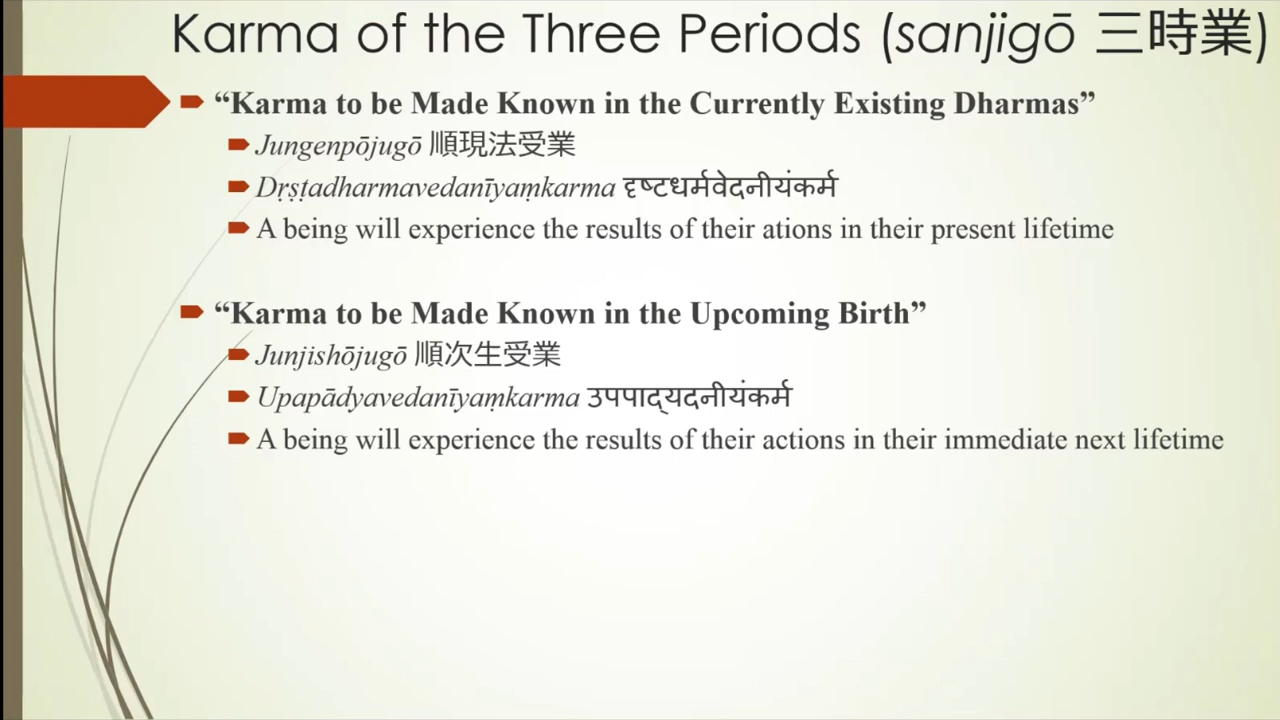 Karma of the Three Periods (sanjigō 三時業)
“Karma to be Made Known in the Currently Existing Dharmas”
Jungenpōjugō 順現法受業
Dṛṣṭadharmavedanīyaṃkarma दृष्टधर्मवेदनीयंकर्म
A being will experience the results of their ations in their present lifetime
“Karma to be Made Known in the Upcoming Birth”
Junjishōjugō 順次生受業
Upapādyavedanīyaṃkarma उपपाद्‌यदनीयंकर्म
A being will experience the results of their actions in their immediate next lifetime